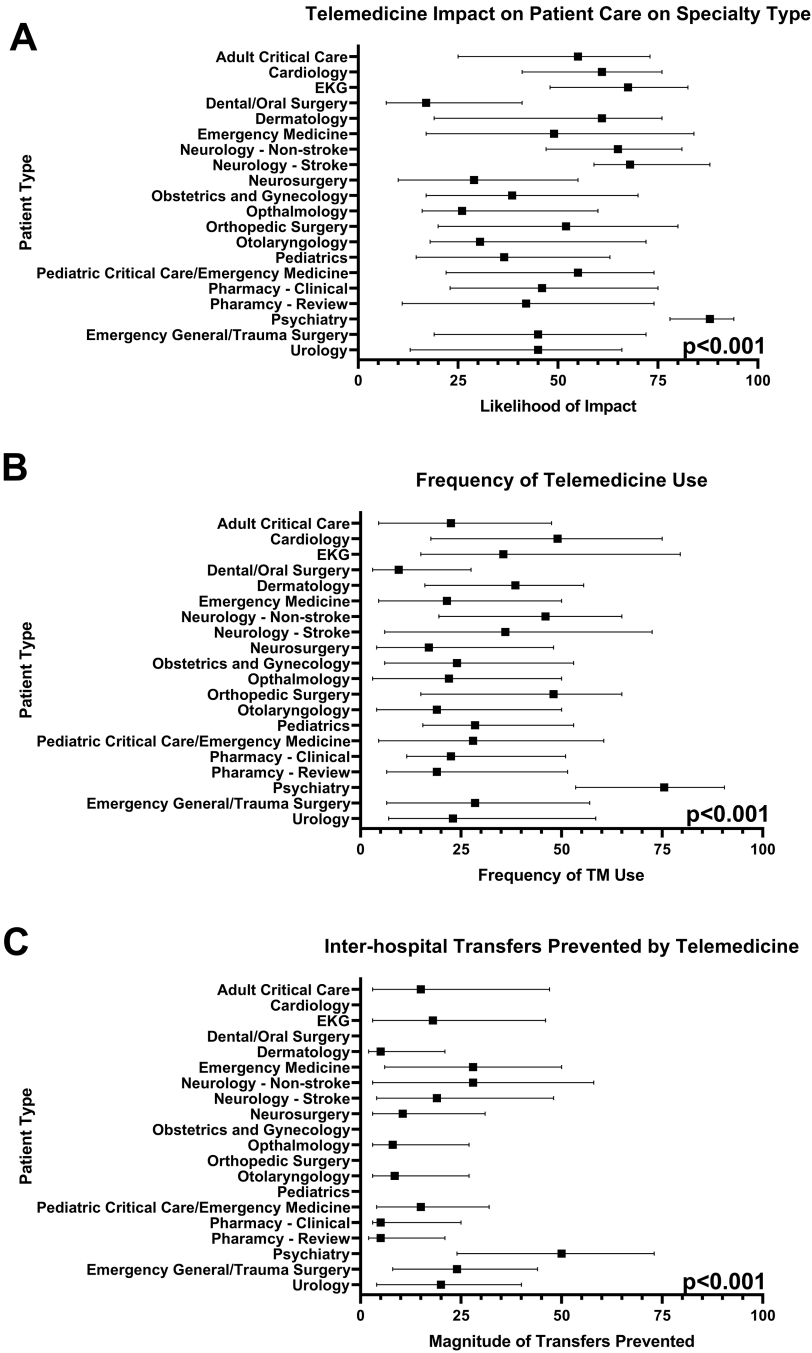 Telemedicine Impact on Patient Care on Specialty Type
A
Adult Critical Care
Cardiology
EKG
Dental/Oral Surgery
Dermatology
Emergency Medicine
Neurology - Non-stroke
Neurology - Stroke
Neurosurgery
Obstetrics and Gynecology
Opthalmology
Orthopedic Surgery
Otolaryngology
Pediatrics
Pediatric Critical Care/Emergency Medicine
Pharmacy - Clinical
Pharamcy - Review
Psychiatry
Emergency General/Trauma Surgery
Urology
Patient Type
p<0.001
0 25 50 75 100
Likelihood of Impact
B
Frequency of Telemedicine Use
Adult Critical Care
Cardiology
EKG
Dental/Oral Surgery
Dermatology
Emergency Medicine
Neurology - Non-stroke
Neurology - Stroke
Neurosurgery
Obstetrics and Gynecology
Opthalmology
Orthopedic Surgery
Otolaryngology
Pediatrics
Pediatric Critical Care/Emergency Medicine
Pharmacy - Clinical
Pharamcy - Review
Psychiatry
Emergency General/Trauma Surgery
Urology
Patient Type
p<0.001
0 25 50 75 100
Frequency of TM Use
C
Inter-hospital Transfers Prevented by Telemedicine
Adult Critical Care
Cardiology
EKG
Dental/Oral Surgery
Dermatology
Emergency Medicine
Neurology - Non-stroke
Neurology - Stroke
Neurosurgery
Obstetrics and Gynecology
Opthalmology
Orthopedic Surgery
Otolaryngology
Pediatrics
Pediatric Critical Care/Emergency Medicine
Pharmacy - Clinical
Pharamcy - Review
Psychiatry
Emergency General/Trauma Surgery
Urology
Patient Type
p<0.001
0 25 50 75 100
Magnitude of Transfers Prevented